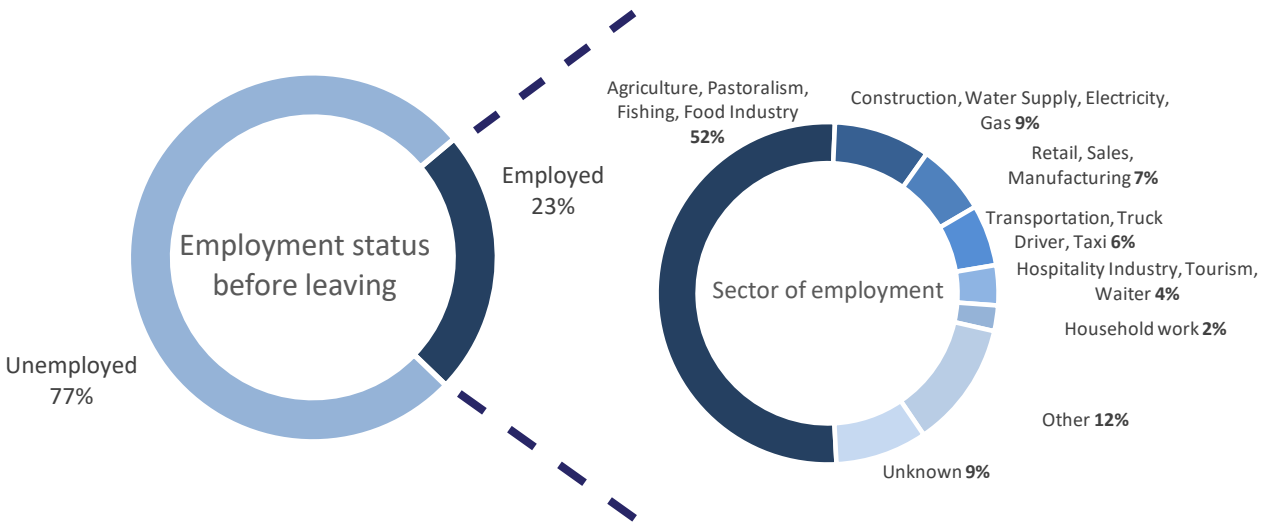 Employment status
before leaving
Employed
23%
Unemployed
77%
Sector of employment
Agriculture, Pastoralism,
Fishing, Food Industry
52%
Construction, Water Supply, Electricity,
Gas 9%
Retail, Sales,
Manufacturing 7%
Transportation, Truck
Driver, Taxi 6%
Hospitality Industry, Tourism,
Waiter 4%
Household work 2%
Other 12%
Unknown 9%